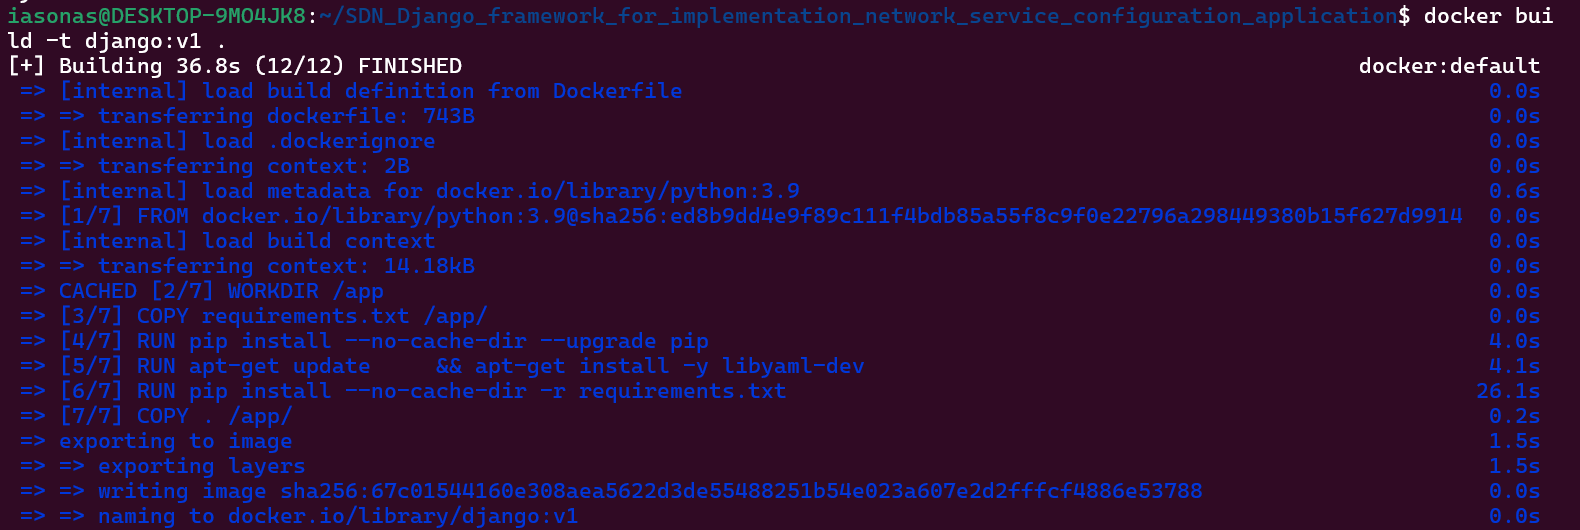 iasonas@DESKTOP-9MO4JK8:~/SDN_Django_framework_for_implementation_network_service_configuration_application$ docker bui
ld -t django:v1 .
[+] Building 36.8s (12/12) FINISHED docker:default
=> [internal] load build definition from Dockerfile 0.0s
=> => transferring dockerfile: 743B 0.0s
=> [internal] load .dockerignore 0.0s
=> => transferring context: 2B 0.0s
=> [internal] load metadata for docker.io/library/python:3.9 0.6s
=> [1/7] FROM docker.io/library/python:3.9@sha256:ed8b9dd4e9f89c111f4bdb85a55f8c9f0e22796a298449380b15f627d9914 0.0s
=> [internal] load build context 0.0s
=> => transferring context: 14.18kB 0.0s
=> CACHED [2/7] WORKDIR /app 0.0s
=> [3/7] COPY requirements.txt /app/ 0.0s
=> [4/7] RUN pip install --no-cache-dir --upgrade pip 4.0s
=> [5/7] RUN apt-get update     && apt-get install -y libyaml-dev 4.1s
=> [6/7] RUN pip install --no-cache-dir -r requirements.txt 26.1s
=> [7/7] COPY . /app/ 0.2s
=> exporting to image 1.5s
=> => exporting layers 1.5s
=> => writing image sha256:67c01544160e308aea5622d3de55488251b54e023a607e2d2fffcf4886e53788 0.0s
=> => naming to docker.io/library/django:v1 0.0s